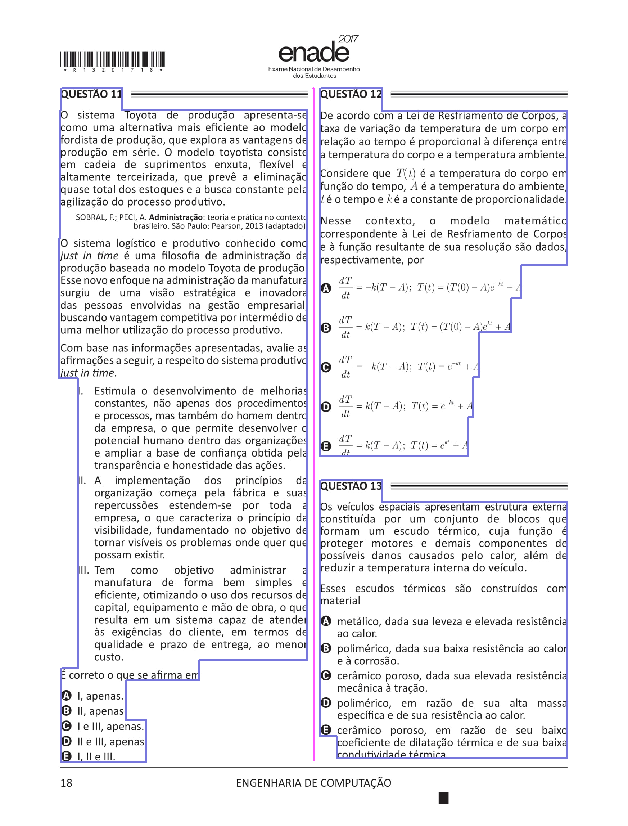 *R13201718*
enade 2017
Exame Nacional de Desempenho
dos Estudantes
QUESTÃO 11
O sistema Toyota de produção apresenta-se
como uma alternativa mais eficiente ao modelo
fordista de produção, que explora as vantagens de
produção em série. O modelo toyotista consiste
em cadeia de suprimentos enxuta, flexível e
altamente terceirizada, que prevê a eliminação
quase total dos estoques e a busca constante pela
agilização do processo produtivo.
SOBRAL, F.; PECI, A. Administração: teoria e prática no contexto
brasileiro. São Paulo: Pearson, 2013 (adaptado).
O sistema logístico e produtivo conhecido como
just in time é uma filosofia de administração da
produção baseada no modelo Toyota de produção.
Esse novo enfoque na administração da manufatura
surgiu de uma visão estratégica e inovadora
das pessoas envolvidas na gestão empresarial,
buscando vantagem competitiva por intermédio de
uma melhor utilização do processo produtivo.
Com base nas informações apresentadas, avalie as
afirmações a seguir, a respeito do sistema produtivo
just in time.
I. Estimula o desenvolvimento de melhorias
constantes, não apenas dos procedimentos
e processos, mas também do homem dentro
da empresa, o que permite desenvolver o
potencial humano dentro das organizações
e ampliar a base de confiança obtida pela
transparência e honestidade das ações.
II. A implementação dos princípios da
organização começa pela fábrica e suas
repercussões estendem-se por toda a
empresa, o que caracteriza o princípio da
visibilidade, fundamentado no objetivo de
tornar visíveis os problemas onde quer que
possam existir.
III. Tem como objetivo administrar a
manufatura de forma bem simples e
eficiente, otimizando o uso dos recursos de
capital, equipamento e mão de obra, o que
resulta em um sistema capaz de atender
às exigências do cliente, em termos de
qualidade e prazo de entrega, ao menor
custo.
É correto o que se afirma em
A I, apenas.
B II, apenas.
C I e III, apenas.
D II e III, apenas.
E I, II e III.
QUESTÃO 12
De acordo com a Lei de Resfriamento de Corpos, a
taxa de variação da temperatura de um corpo em
relação ao tempo é proporcional à diferença entre
a temperatura do corpo e a temperatura ambiente.
Considere que T(t) é a temperatura do corpo em
função do tempo, A é a temperatura do ambiente,
t é o tempo e k é a constante de proporcionalidade.
Nesse contexto, o modelo matemático
correspondente à Lei de Resfriamento de Corpos
e à função resultante de sua resolução são dados,
respectivamente, por
A dT/dt = −k(T − A); T(t) = (T(0) − A)e
B dT/dt = k(T − A); T(t) = (T(0) − A)e^kt + A
C dT/dt = −k(T − A); T(t) = e + A
D dT/dt = k(T − A); T(t) = e + A
E dT/dt = k(T − A); T(t) = e
QUESTÃO 13
Os veículos espaciais apresentam estrutura externa
constituída por um conjunto de blocos que
formam um escudo térmico, cuja função é
proteger motores e demais componentes de
possíveis danos causados pelo calor, além de
reduzir a temperatura interna do veículo.
Esses escudos térmicos são construídos com
material
A metálico, dada sua leveza e elevada resistência
ao calor.
B polimérico, dada sua baixa resistência ao calor
e à corrosão.
C cerâmico poroso, dada sua elevada resistência
mecânica à tração.
D polimérico, em razão de sua alta massa
específica e de sua resistência ao calor.
E cerâmico poroso, em razão de seu baixo
coeficiente de dilatação térmica e de sua baixa
condutividade térmica.
18
ENGENHARIA DE COMPUTAÇÃO